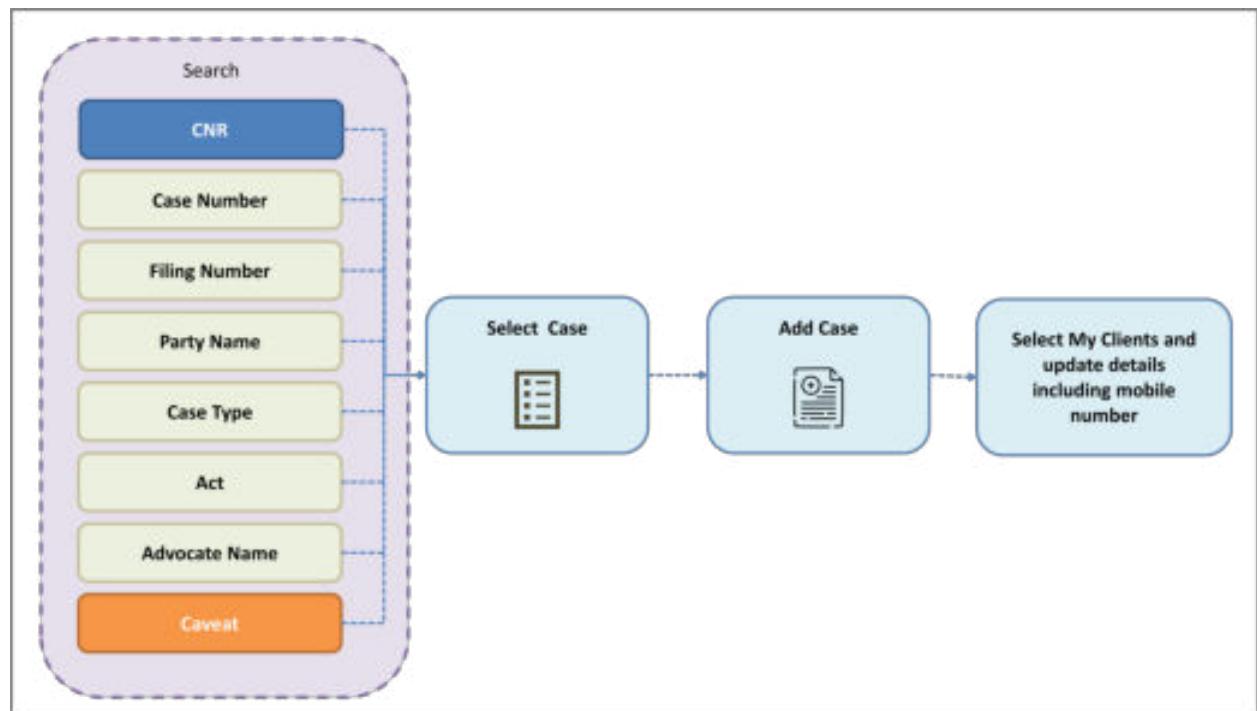 Search
CNR
Case Number
Filing Number
Party Name
Case Type
Act
Advocate Name
Caveat
Select Case
Add Case
Select My Clients and
update details
including mobile
number